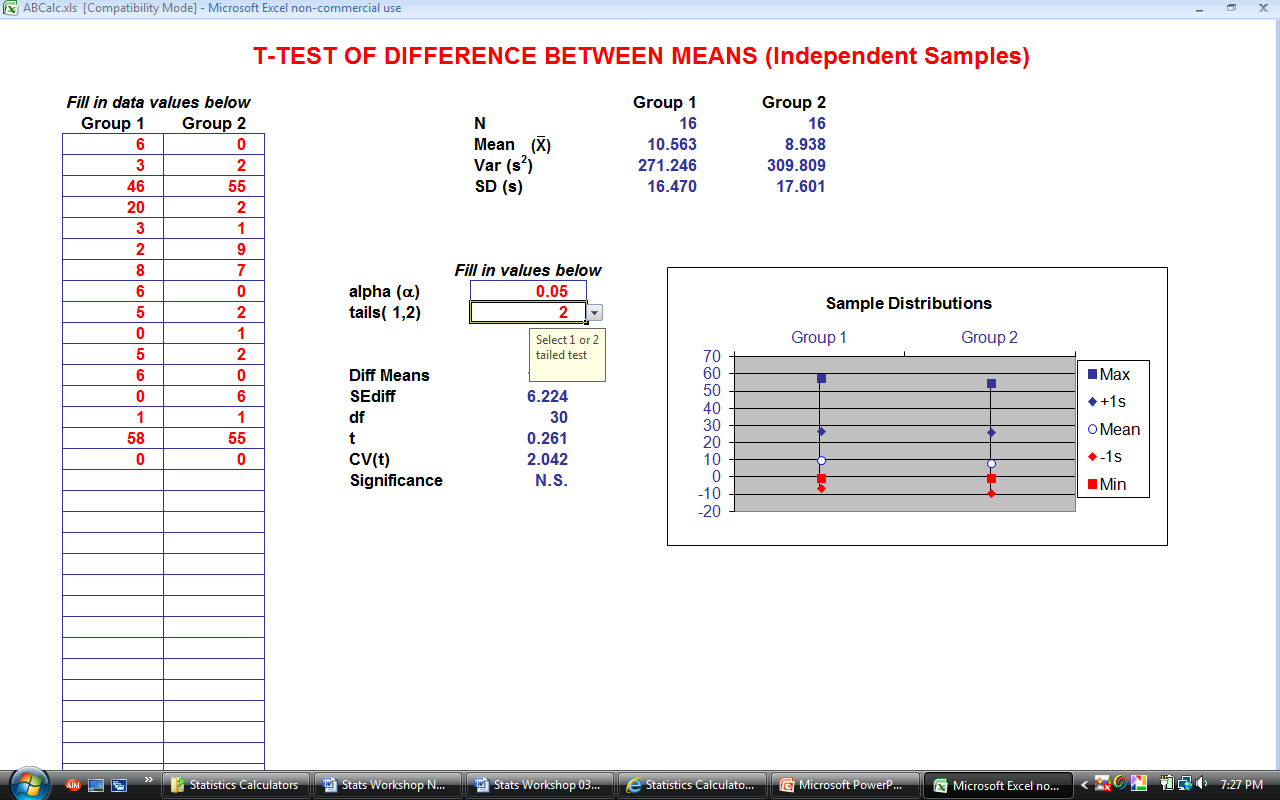 ABCalc.xls [Compatibility Mode] - Microsoft Excel non-commercial use
T-TEST OF DIFFERENCE BETWEEN MEANS (Independent Samples)
Fill in data values below
Group 1 Group 2
6 0
3 2
46 55
20 2
3 1
2 9
8 7
6 0
5 2
0 1
5 2
6 0
0 6
1 1
58 55
0 0
Group 1 Group 2
N 16 16
Mean (X̅) 10.563 8.938
Var (s²) 271.246 309.809
SD (s) 16.470 17.601
Fill in values below
alpha (α) 0.05
tails( 1,2) 2
Select 1 or 2
tailed test
Diff Means
SEdiff 6.224
df 30
t 0.261
CV(t) 2.042
Significance N.S.
Sample Distributions
Group 1 Group 2
70
60
50
40
30
20
10
0
-10
-20
Max
+1s
Mean
-1s
Min
AIM » Statistics Calculators Stats Workshop N... Stats Workshop 03... Statistics Calculato... Microsoft PowerP... Microsoft Excel no... < 7:27 PM